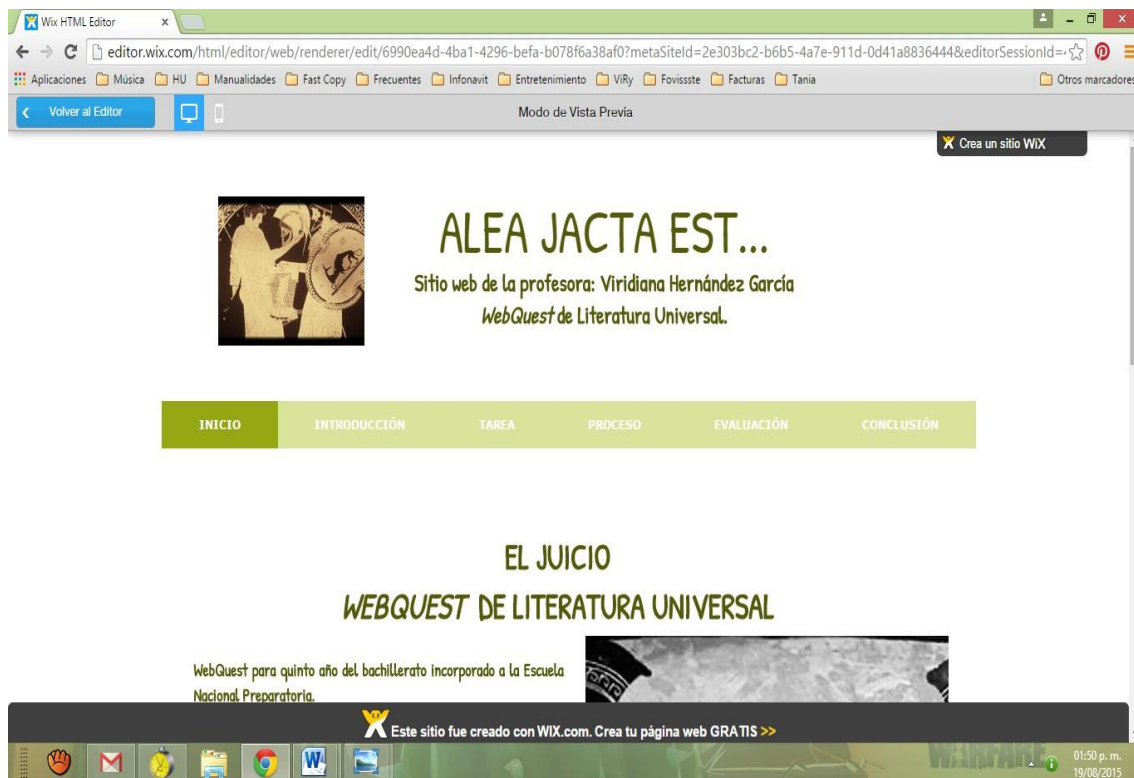 Wix HTML Editor
editor.wix.com/html/editor/web/renderer/edit/6990ea4d-4ba1-4296-befa-b078f6a38af0?metaSiteId=2e303bc2-b6b5-4a7e-911d-0d41a8836444&editorSessionId=
Aplicaciones Música HU Manualidades Fast Copy Frecuentes Infonavit Entretenimiento ViRy Fovissste Facturas Tania Otros marcadores
Volver al Editor Modo de Vista Previa
Crea un sitio WiX
ALEA JACTA EST...
Sitio web de la profesora: Viridiana Hernández García
WebQuest de Literatura Universal.
INICIO INTRODUCCIÓN TAREA PROCESO EVALUACIÓN CONCLUSIÓN
EL JUICIO
WEBQUEST DE LITERATURA UNIVERSAL
WebQuest para quinto año del bachillerato incorporado a la Escuela
Nacional Preparatoria.
Este sitio fue creado con WIX.com. Crea tu página web GRATIS >>
WARFARE
01:50 p. m.
19/08/2015